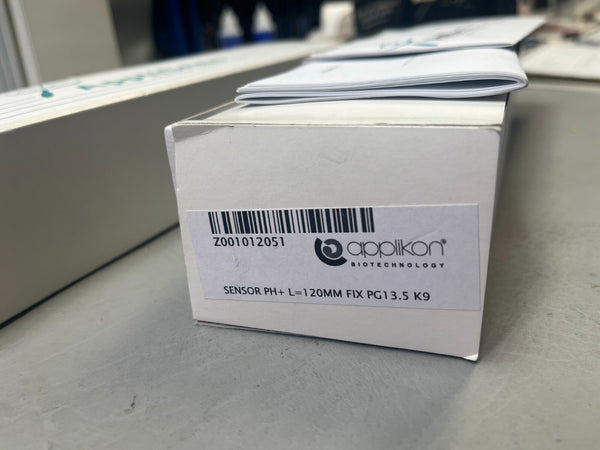 Z001012051
applikon®
BIOTECHNOLOGY
SENSOR PH+ L=120MM FIX PG13.5 K9